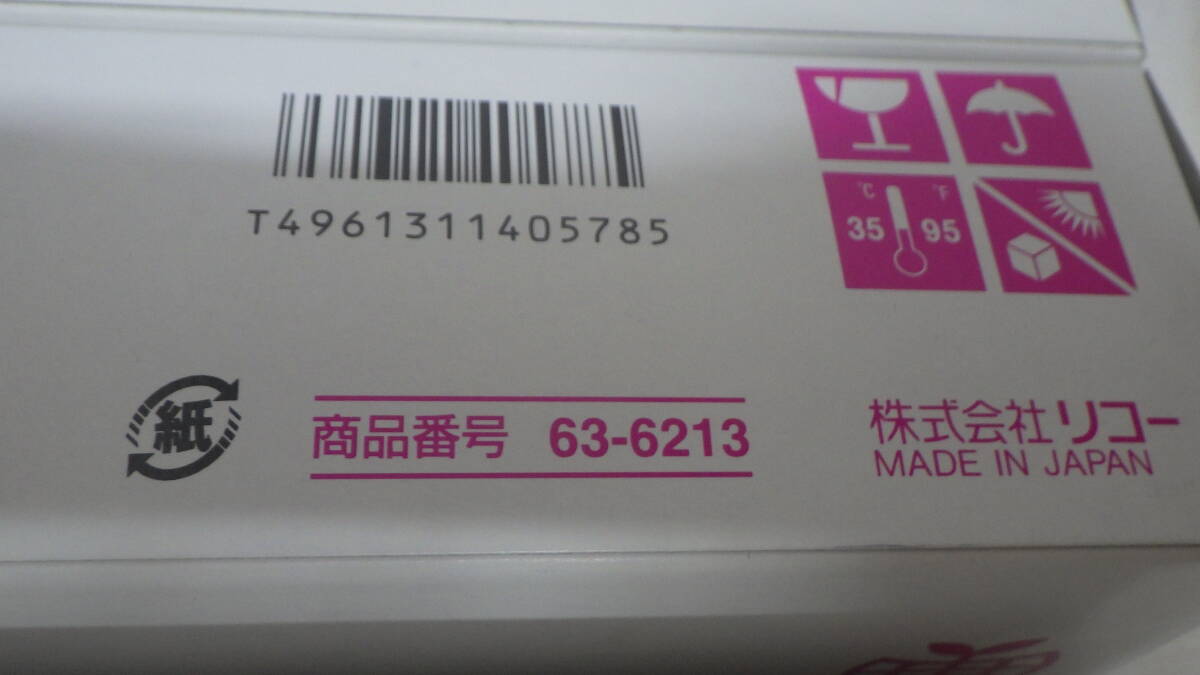 T4961311405785
℃ ℉
35 95
紙
商品番号 63-6213
株式会社リコー
MADE IN JAPAN